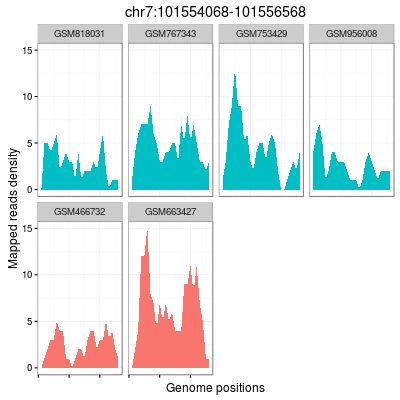 chr7:101554068-101556568
GSM818031 GSM767343 GSM753429 GSM956008
15
10
5
0
GSM466732 GSM663427
15
10
5
0
Mapped reads density
Genome positions